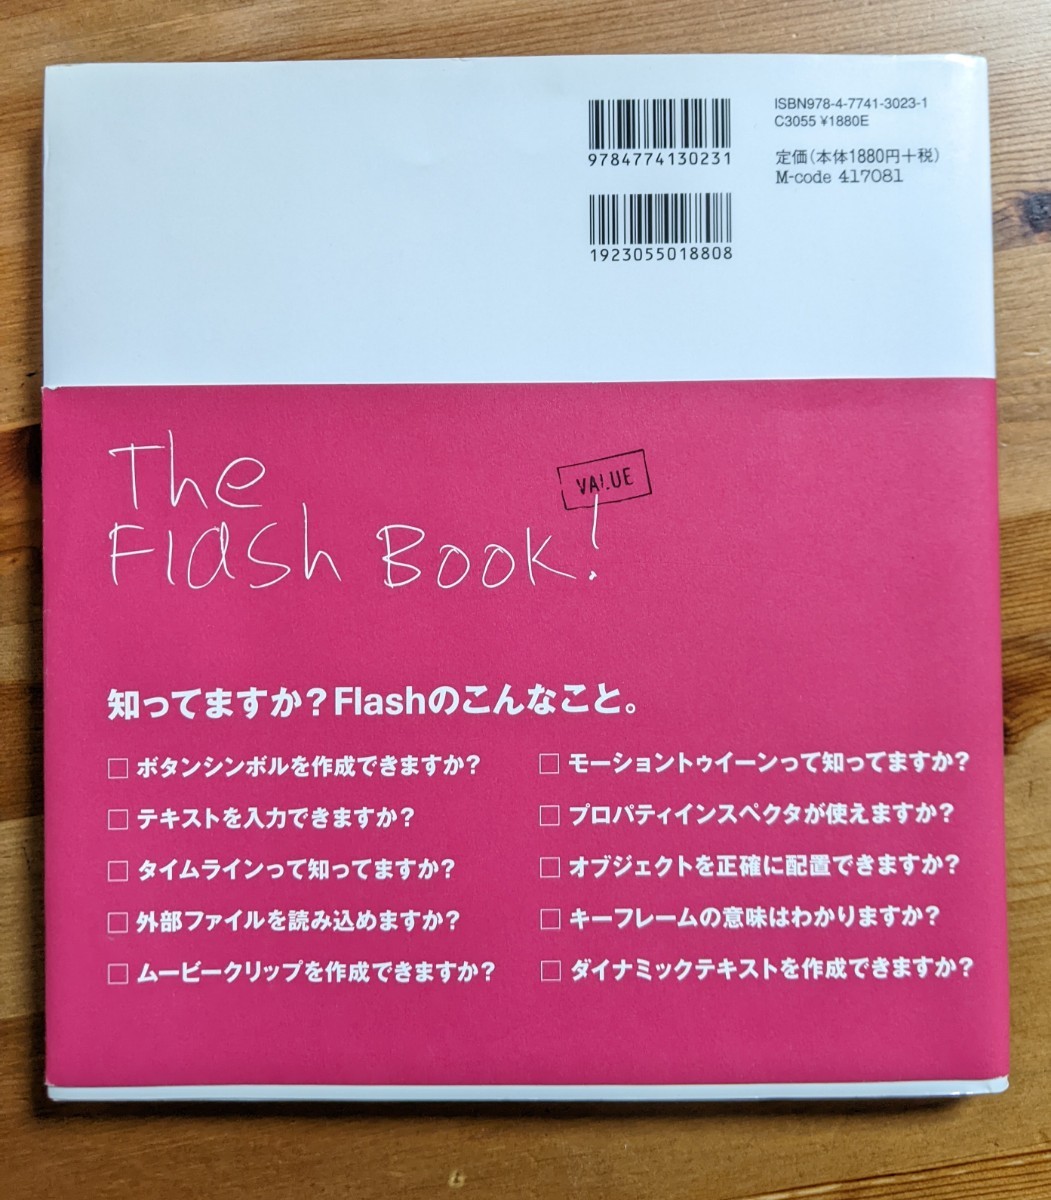 ISBN978-4-7741-3023-1
C3055 ¥1880E
9784774130231
定価(本体1880円+税)
M-code 417081
1923055018808
The
Flash Book!
VALUE
知ってますか?Flashのこんなこと。
□ ボタンシンボルを作成できますか?
□ テキストを入力できますか?
□ タイムラインって知ってますか?
□ 外部ファイルを読み込めますか?
□ ムービークリップを作成できますか?
□ モーショントゥイーンって知ってますか?
□ プロパティインスペクタが使えますか?
□ オブジェクトを正確に配置できますか?
□ キーフレームの意味はわかりますか?
□ ダイナミックテキストを作成できますか?